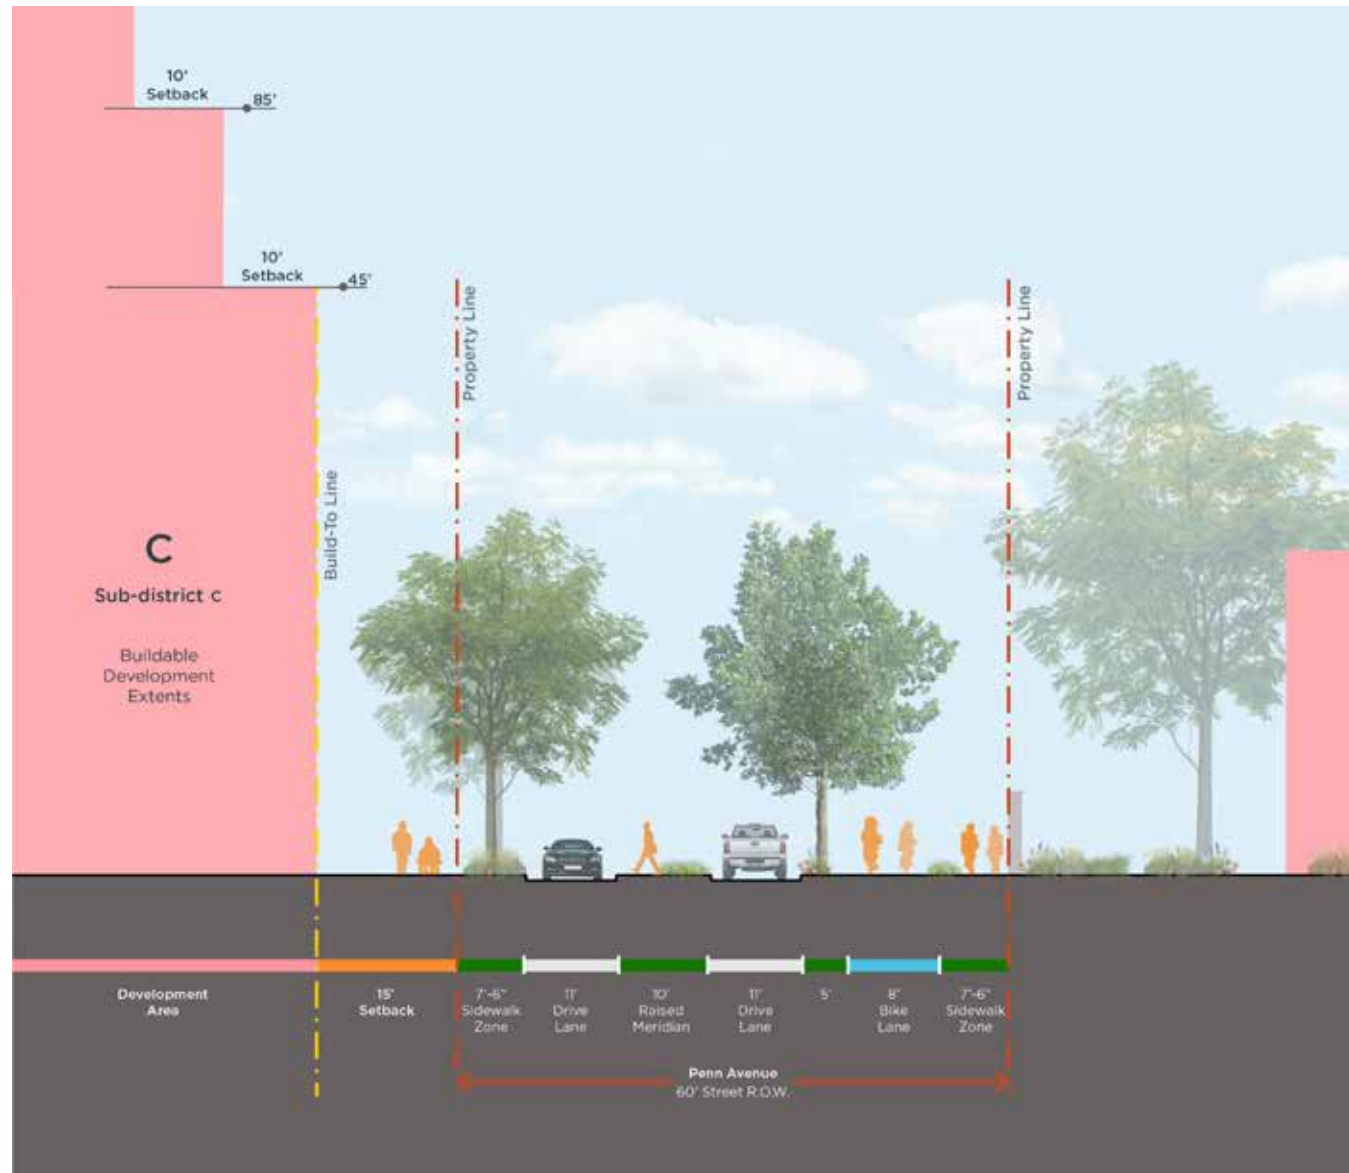 10'
Setback
85'
10'
Setback
45'
Property Line
Property Line
Build-To Line
C
Sub-district c
Buildable
Development
Extents
Development
Area
15'
Setback
7'-6"
Sidewalk
Zone
11'
Drive
Lane
10'
Raised
Meridian
11'
Drive
Lane
5'
8'
Bike
Lane
7'-6"
Sidewalk
Zone
Penn Avenue
60' Street R.O.W.